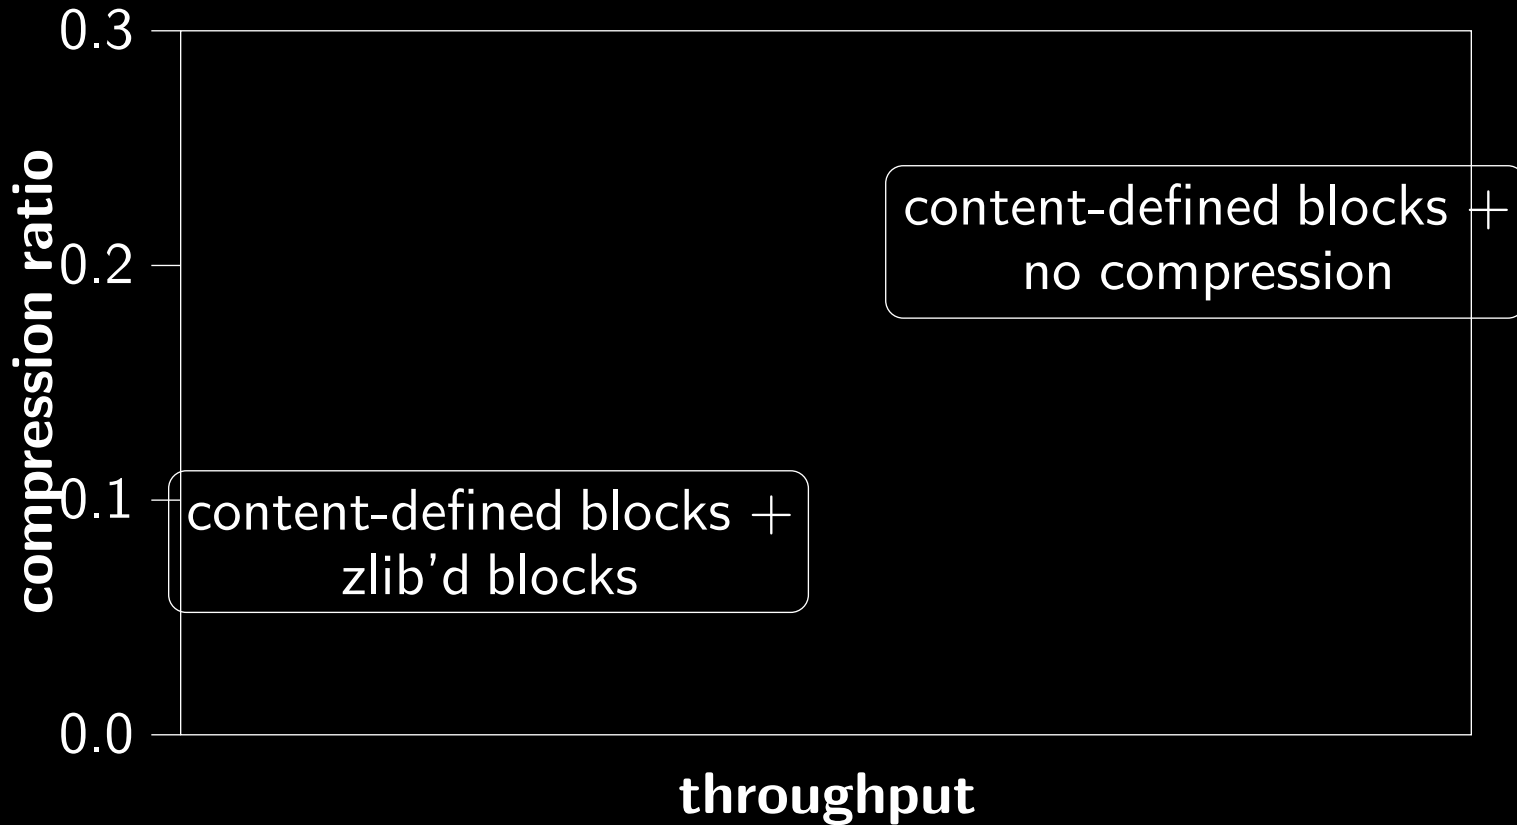 0.3
content-defined blocks +
no compression
0.2
compression ratio
0.1
content-defined blocks +
zlib'd blocks
0.0
throughput